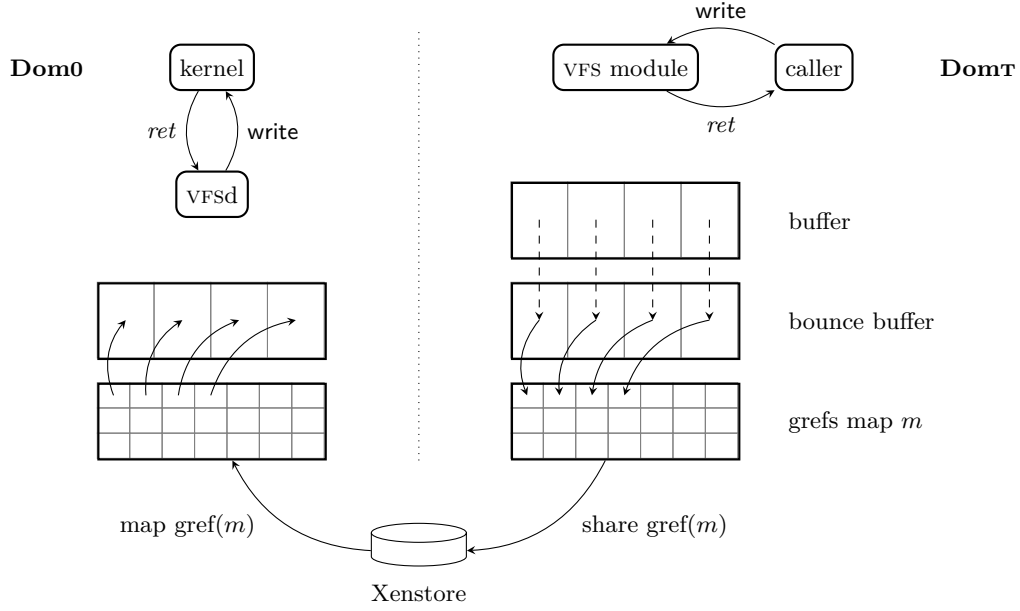 write
Dom0
kernel
VFS module
caller
DomT
ret
write
ret
VFSd
buffer
bounce buffer
grefs map m
map gref(m)
share gref(m)
Xenstore